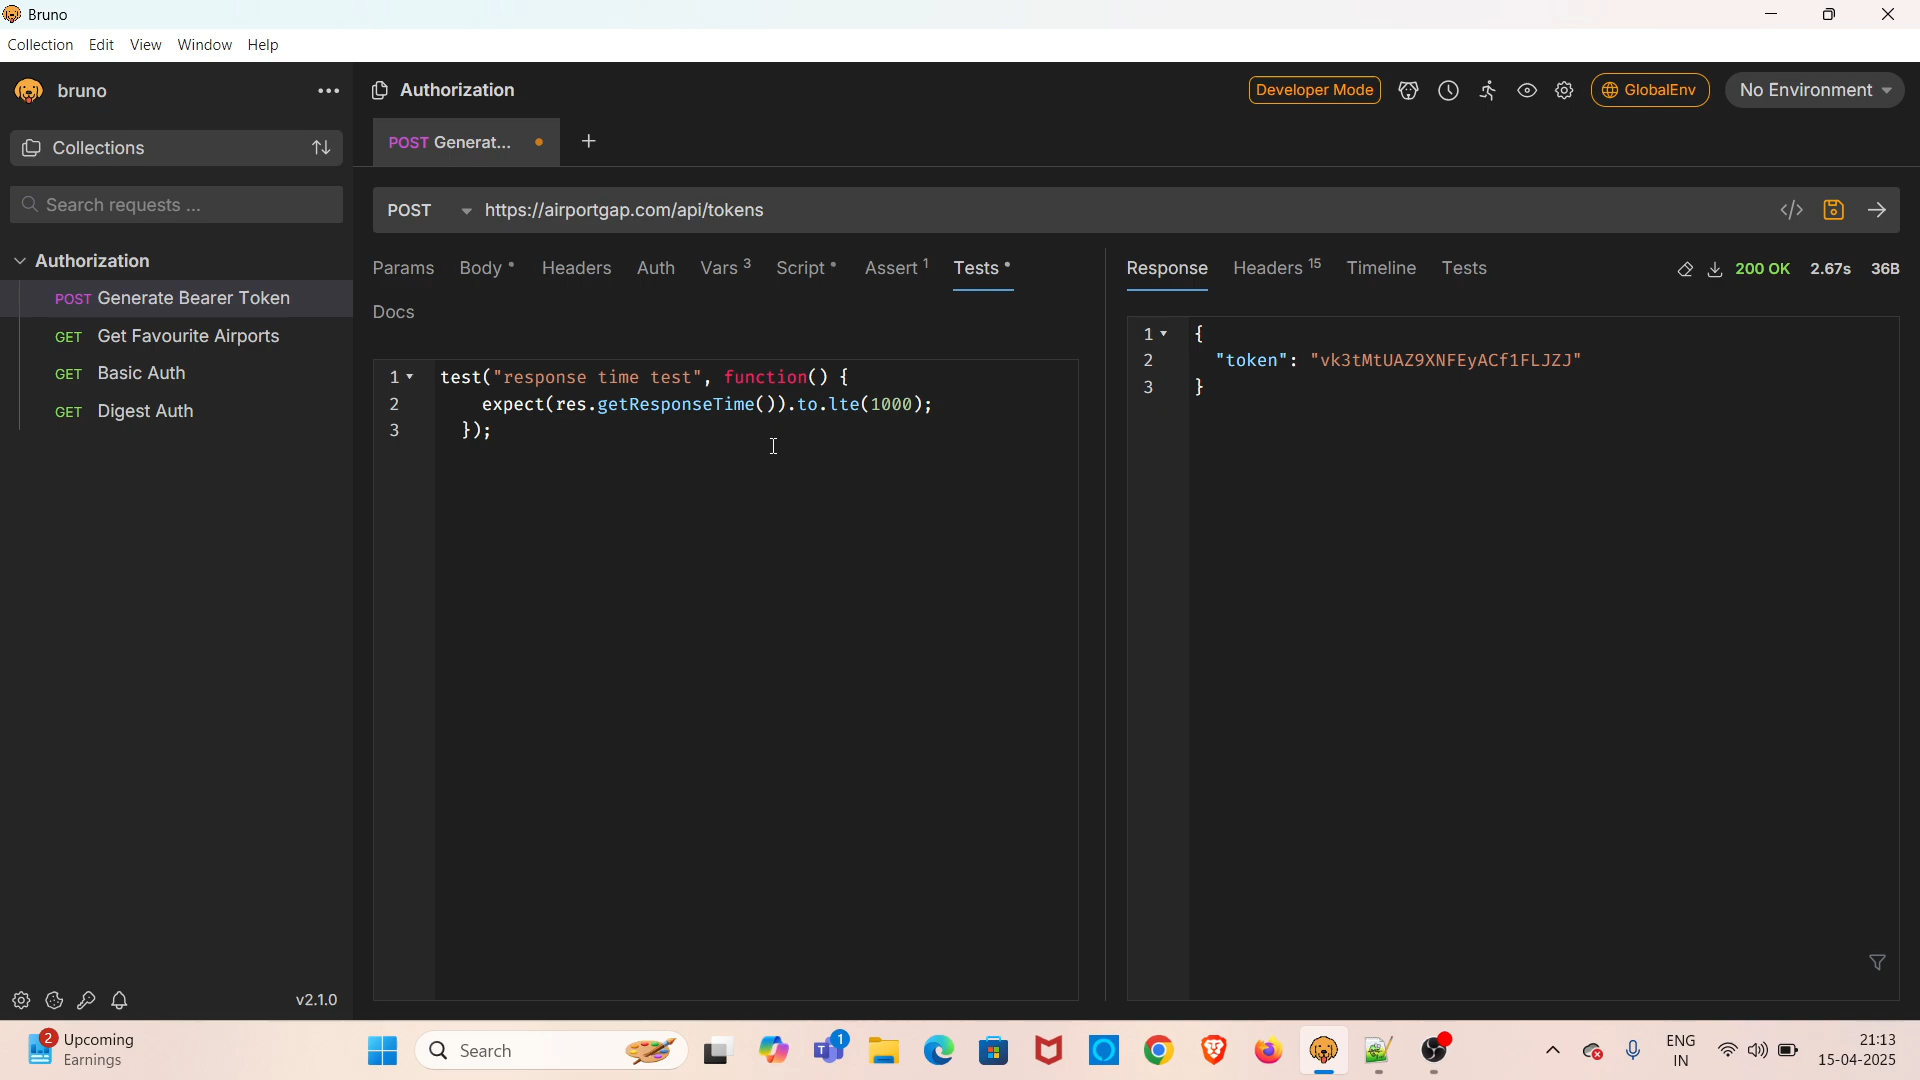 Bruno
Collection Edit View Window Help
bruno
Authorization
Developer Mode
GlobalEnv
No Environment
Collections
POST Generat...
Search requests ...
POST https://airportgap.com/api/tokens
Authorization
Params Body Headers Auth Vars 3 Script Assert 1 Tests
Response Headers 15 Timeline Tests 200 OK 2.67s 36B
POST Generate Bearer Token
Docs
GET Get Favourite Airports
GET Basic Auth
GET Digest Auth
1 test("response time test", function() {
2 expect(res.getResponseTime()).to.lte(1000);
3 });
1 {
2 "token": "vk3tMtUAZ9XNFEyACf1FLJZJ"
3 }
v2.1.0
2 Upcoming
Earnings
Search
1
ENG
IN
21:13
15-04-2025